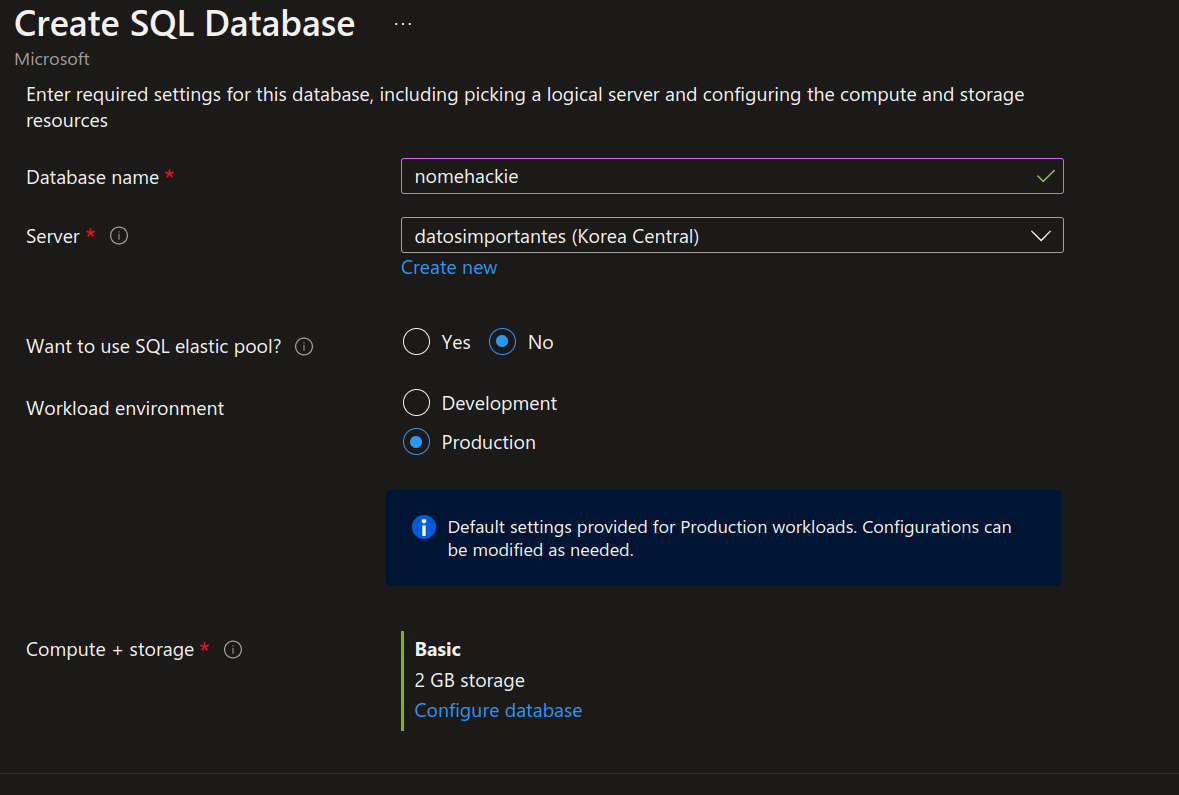 Create SQL Database ...
Microsoft
Enter required settings for this database, including picking a logical server and configuring the compute and storage
resources
Database name *
nomehackie
Server *
datosimportantes (Korea Central)
Create new
Want to use SQL elastic pool?
Yes
No
Workload environment
Development
Production
Default settings provided for Production workloads. Configurations can
be modified as needed.
Compute + storage *
Basic
2 GB storage
Configure database